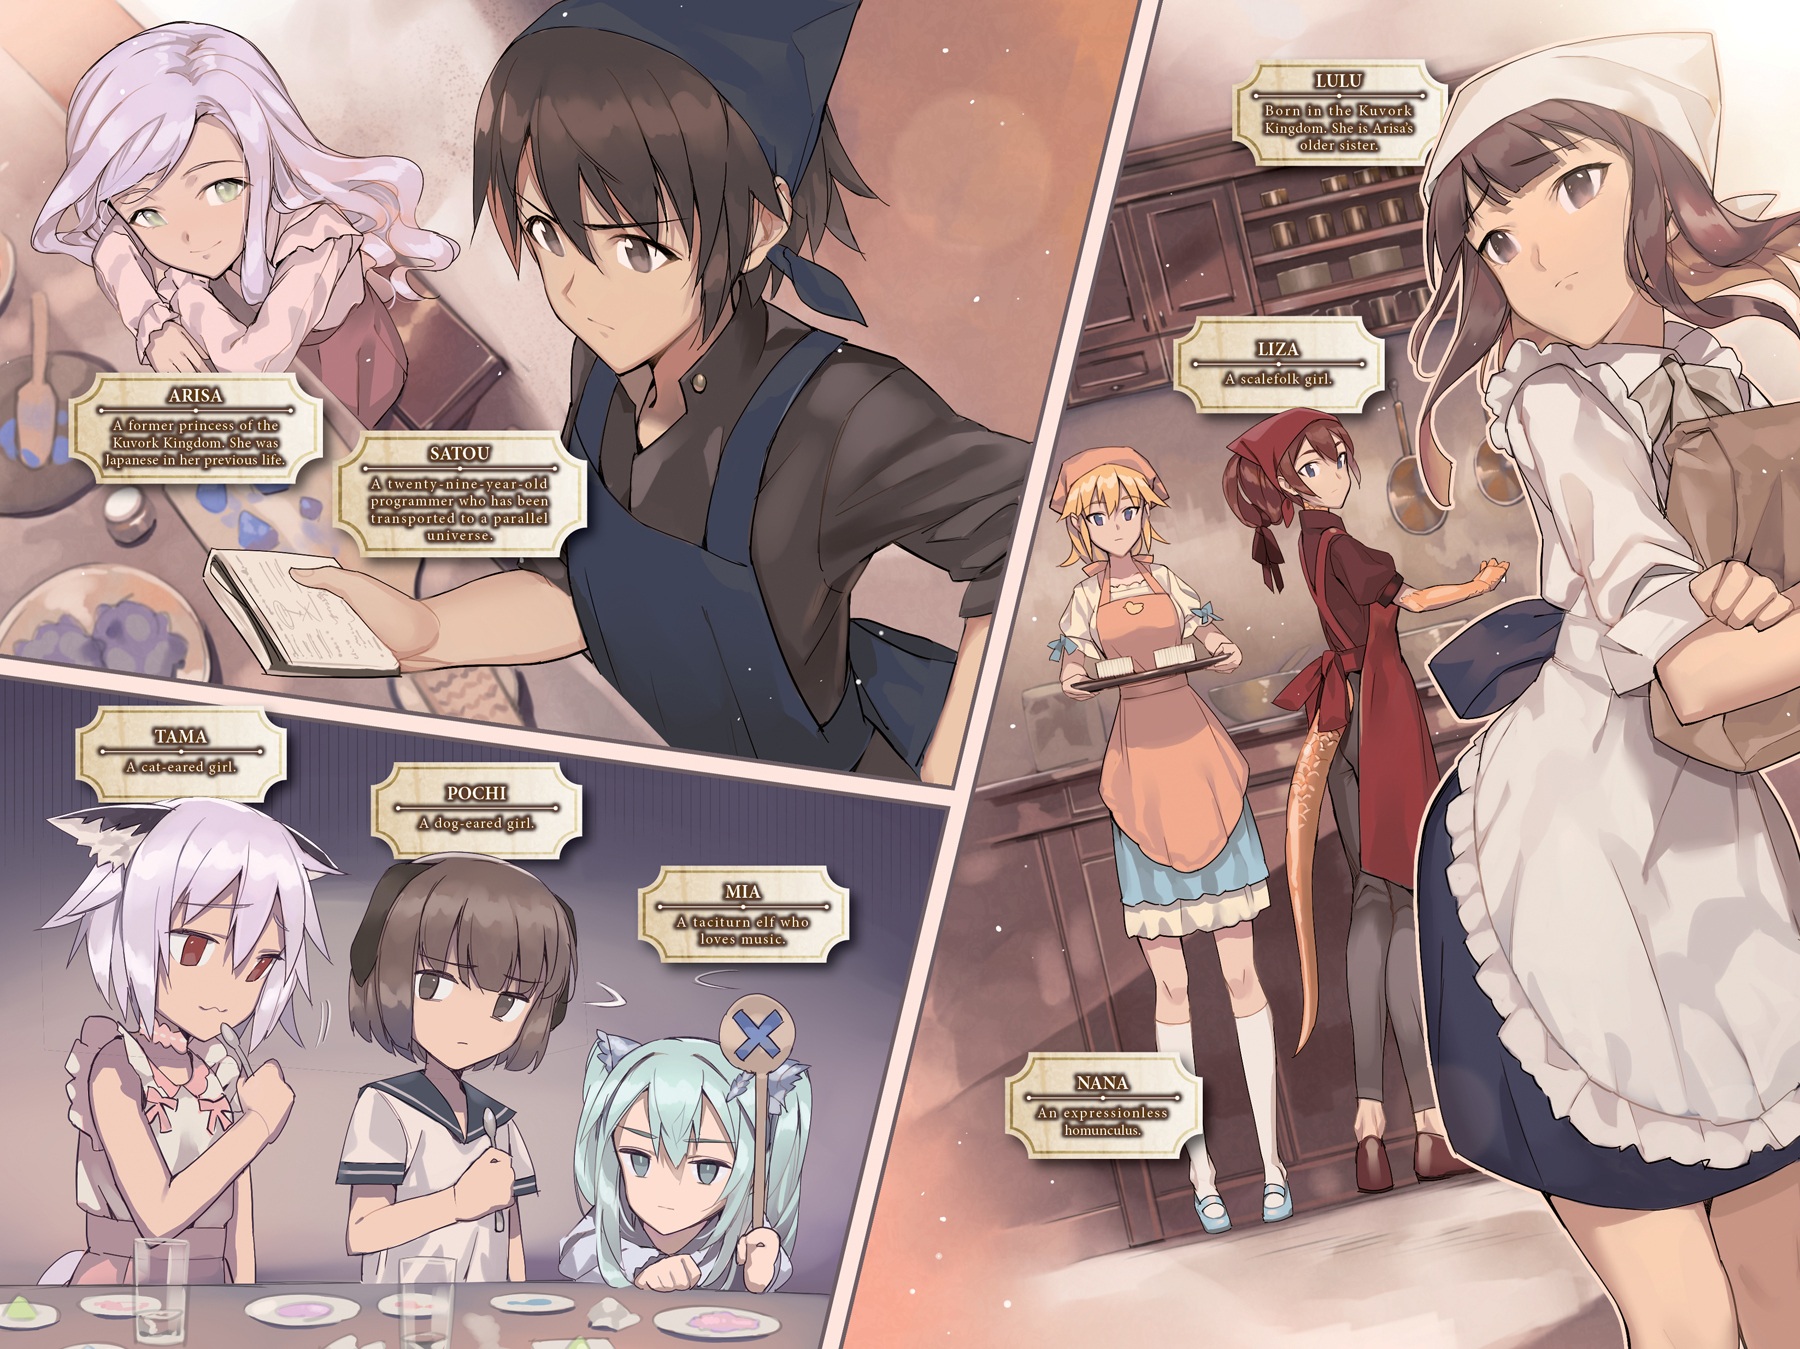 ARISA
A former princess of the
Kuvork Kingdom. She was
Japanese in her previous life.
SATOU
A twenty-nine-year-old
programmer who has been
transported to a parallel
universe.
TAMA
A cat-eared girl.
POCHI
A dog-eared girl.
MIA
A taciturn elf who
loves music.
LULU
Born in the Kuvork
Kingdom. She is Arisa's
older sister.
LIZA
A scalefolk girl.
NANA
An expressionless
homunculus.